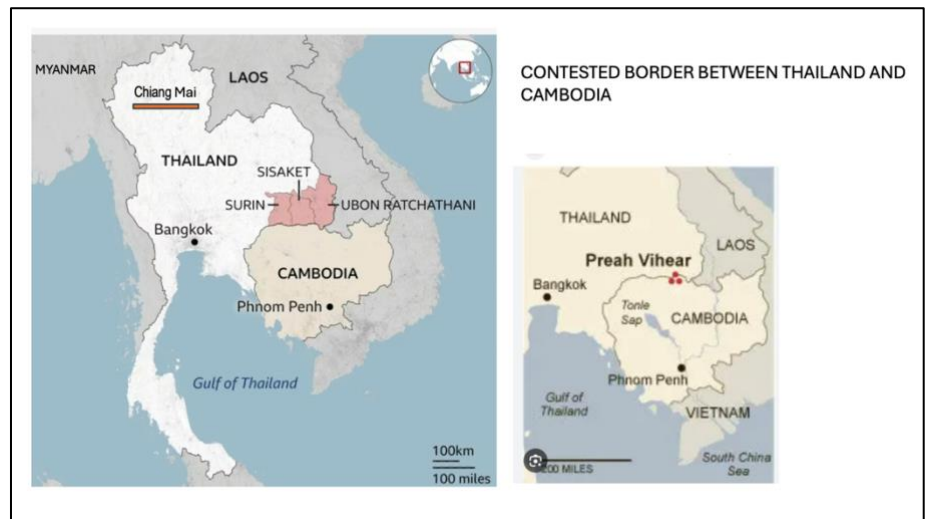 MYANMAR
LAOS
Chiang Mai
THAILAND
SISAKET
SURIN
UBON RATCHATHANI
Bangkok
CAMBODIA
Phnom Penh
Gulf of Thailand
100km
100 miles
CONTESTED BORDER BETWEEN THAILAND AND
CAMBODIA
THAILAND
LAOS
Preah Vihear
Bangkok
Tonle
Sap
CAMBODIA
Phnom Penh
Gulf of
Thailand
VIETNAM
South China
Sea
200 MILES